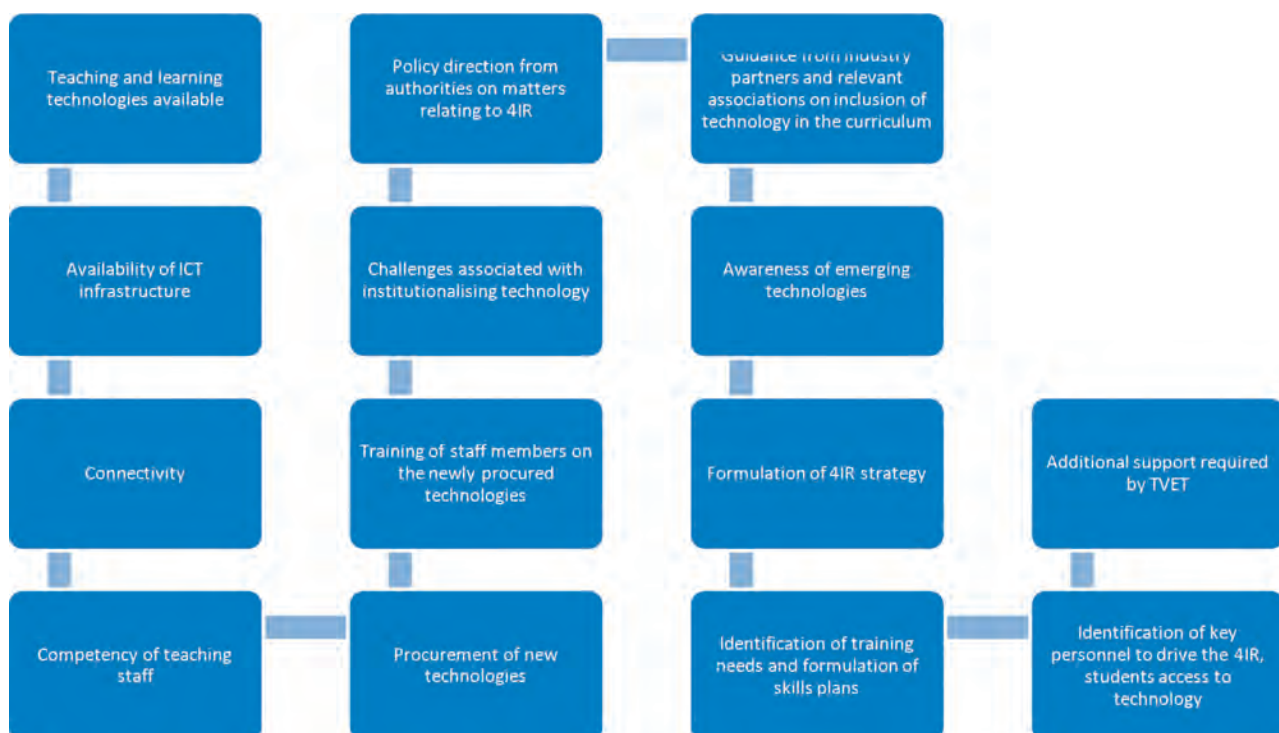 Teaching and learning
technologies available
Availability of ICT
infrastructure
Connectivity
Competency of teaching
staff
Procurement of new
technologies
Training of staff members on
the newly procured
technologies
Challenges associated with
institutionalising technology
Policy direction from
authorities on matters
relating to 4IR
Guidance from industry
partners and relevant
associations on inclusion of
technology in the curriculum
Awareness of emerging
technologies
Formulation of 4IR strategy
Identification of training
needs and formulation of
skills plans
Identification of key
personnel to drive the 4IR,
students access to
technology
Additional support required
by TVET